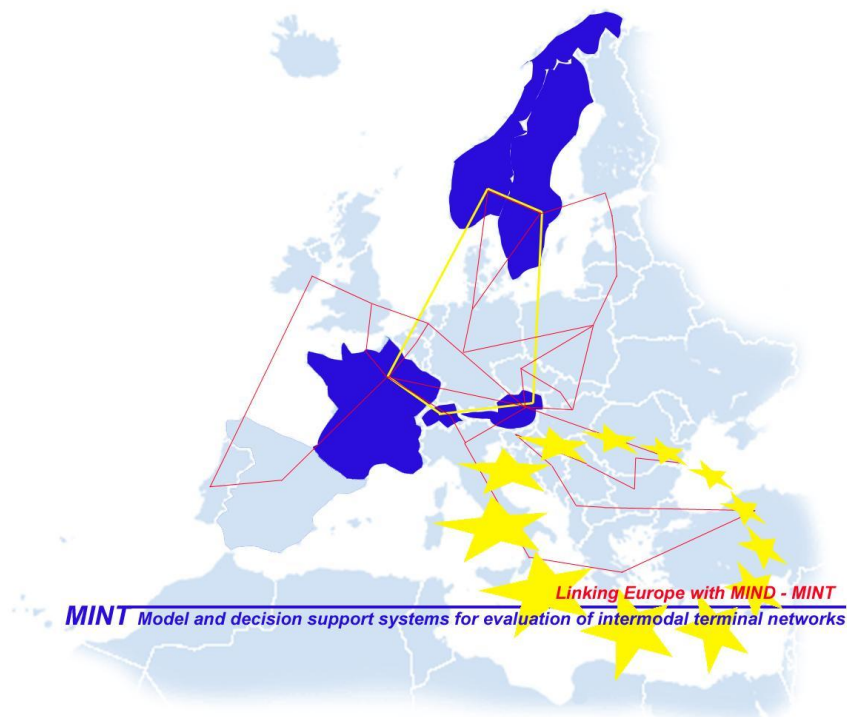 Linking Europe with MIND - MINT
MINT Model and decision support systems for evaluation of intermodal terminal networks